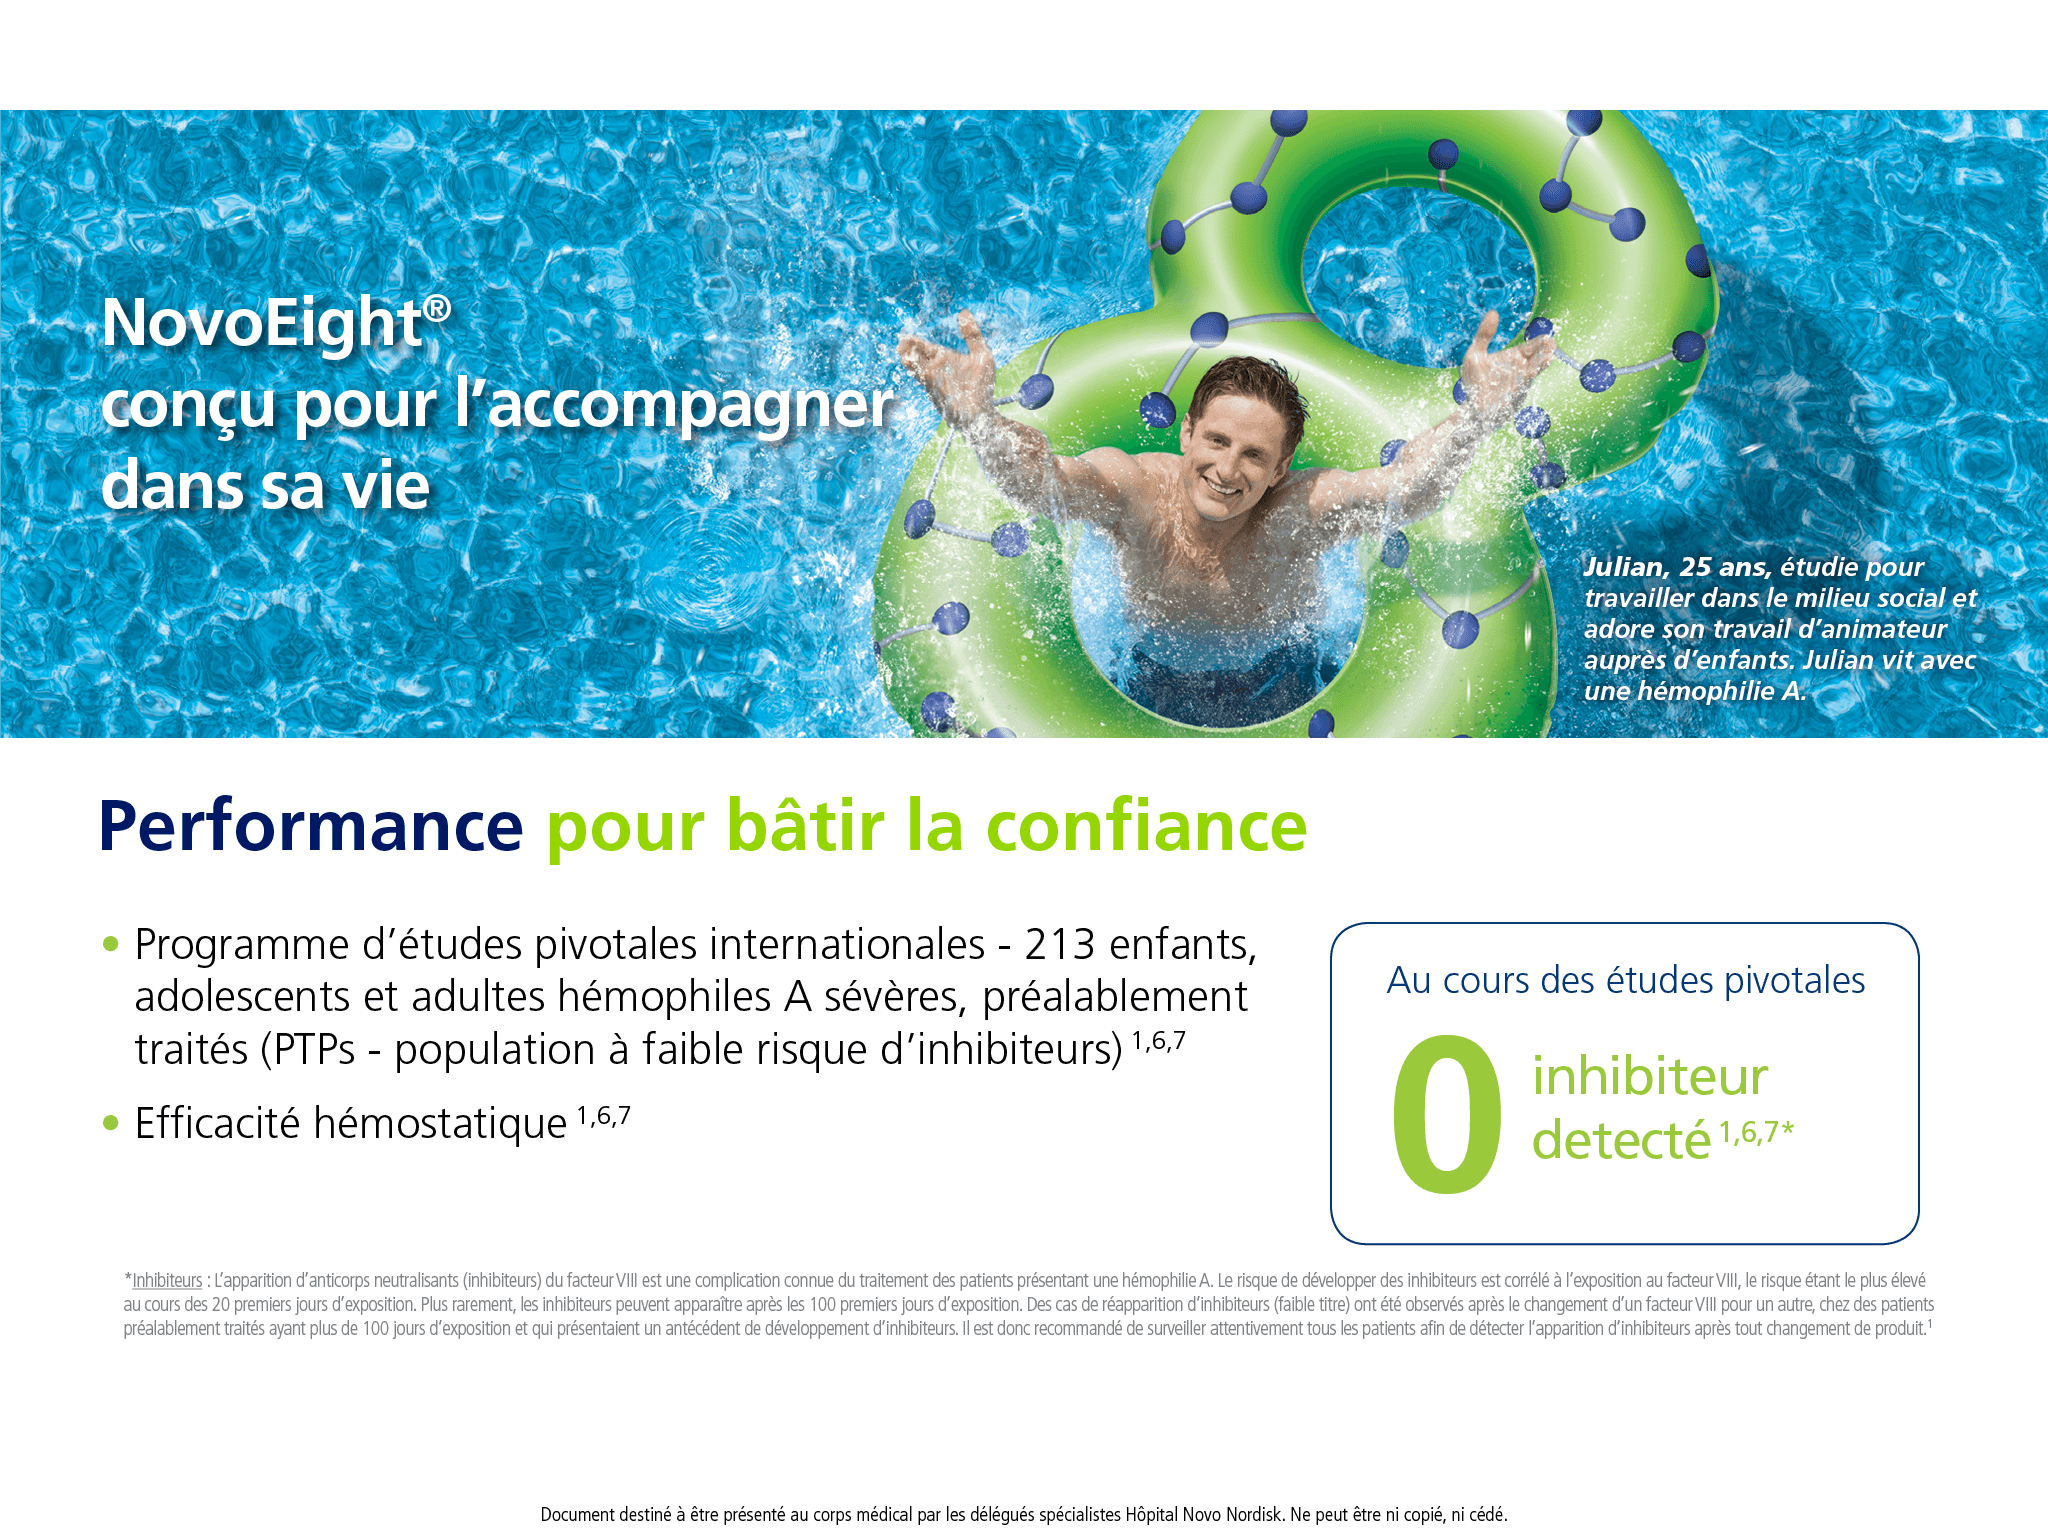 NovoEight®
conçu pour l’accompagner
dans sa vie
Julian, 25 ans, étudie pour
travailler dans le milieu social et
adore son travail d’animateur
auprès d’enfants. Julian vit avec
une hémophilie A.
Performance pour bâtir la confiance
• Programme d’études pivotales internationales - 213 enfants,
adolescents et adultes hémophiles A sévères, préalablement
traités (PTPs - population à faible risque d’inhibiteurs) 1,6,7
• Efficacité hémostatique 1,6,7
Au cours des études pivotales
0 inhibiteur
detecté 1,6,7*
*Inhibiteurs : L’apparition d’anticorps neutralisants (inhibiteurs) du facteur VIII est une complication connue du traitement des patients présentant une hémophilie A. Le risque de développer des inhibiteurs est corrélé à l’exposition au facteur VIII, le risque étant le plus élevé
au cours des 20 premiers jours d’exposition. Plus rarement, les inhibiteurs peuvent apparaître après les 100 premiers jours d’exposition. Des cas de réapparition d’inhibiteurs (faible titre) ont été observés après le changement d’un facteur VIII pour un autre, chez des patients
préalablement traités ayant plus de 100 jours d’exposition et qui présentaient un antécédent de développement d’inhibiteurs. Il est donc recommandé de surveiller attentivement tous les patients afin de détecter l’apparition d’inhibiteurs après tout changement de produit.1
Document destiné à être présenté au corps médical par les délégués spécialistes Hôpital Novo Nordisk. Ne peut être ni copié, ni cédé.